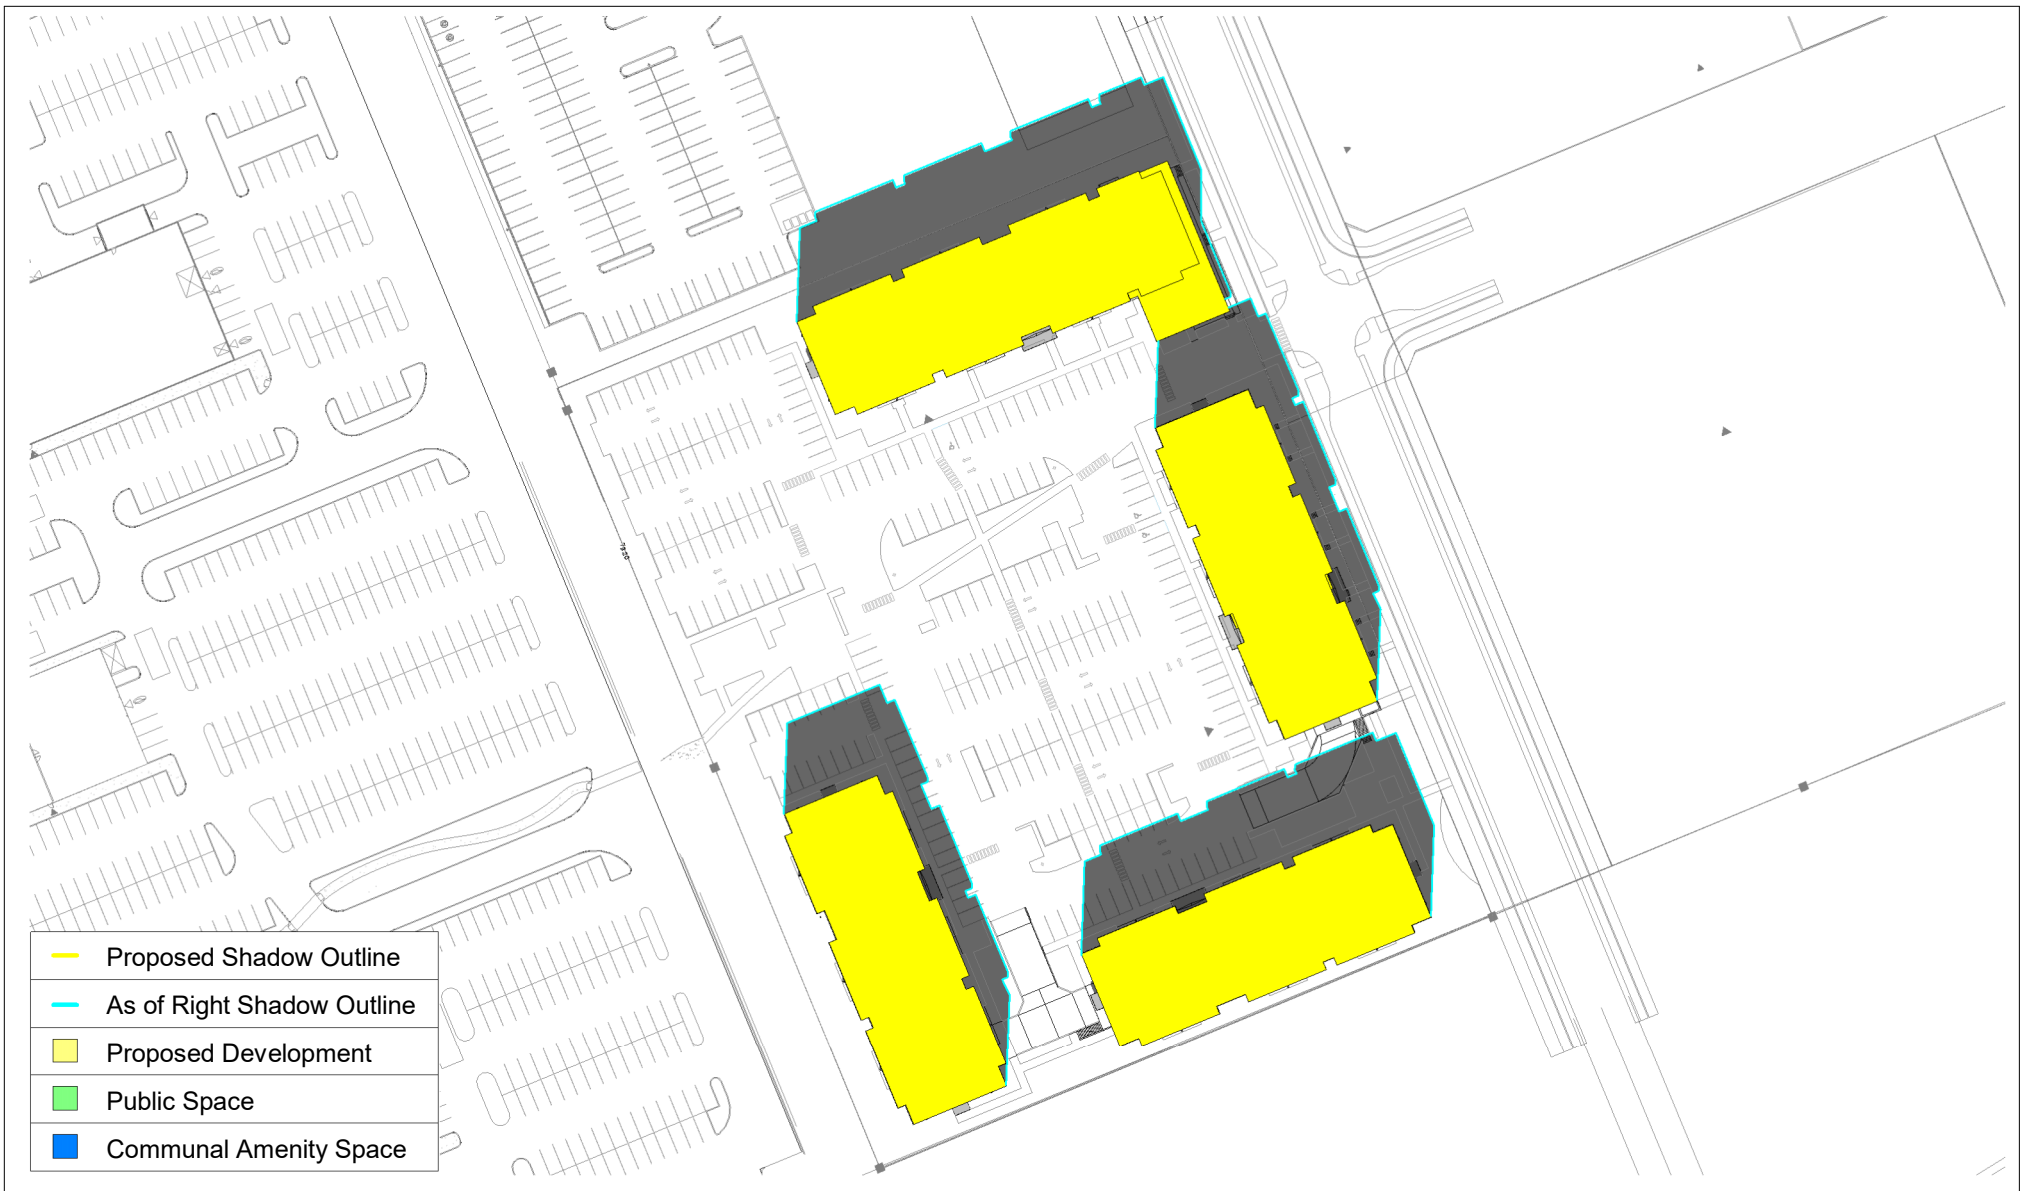 Proposed Shadow Outline
As of Right Shadow Outline
Proposed Development
Public Space
Communal Amenity Space